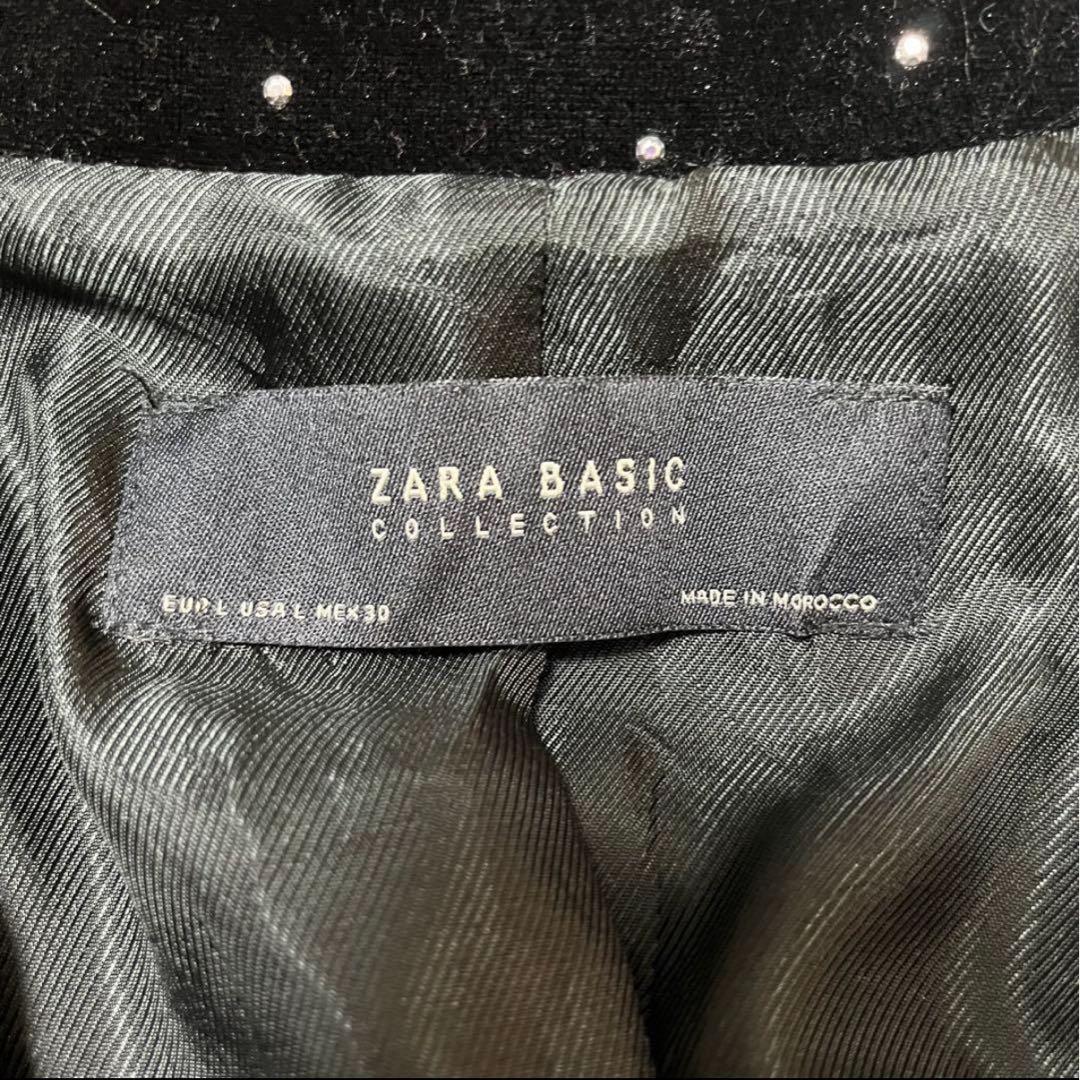 ZARA BASIC
COLLECTION
EUR L USA L MEX 30
MADE IN MOROCCO